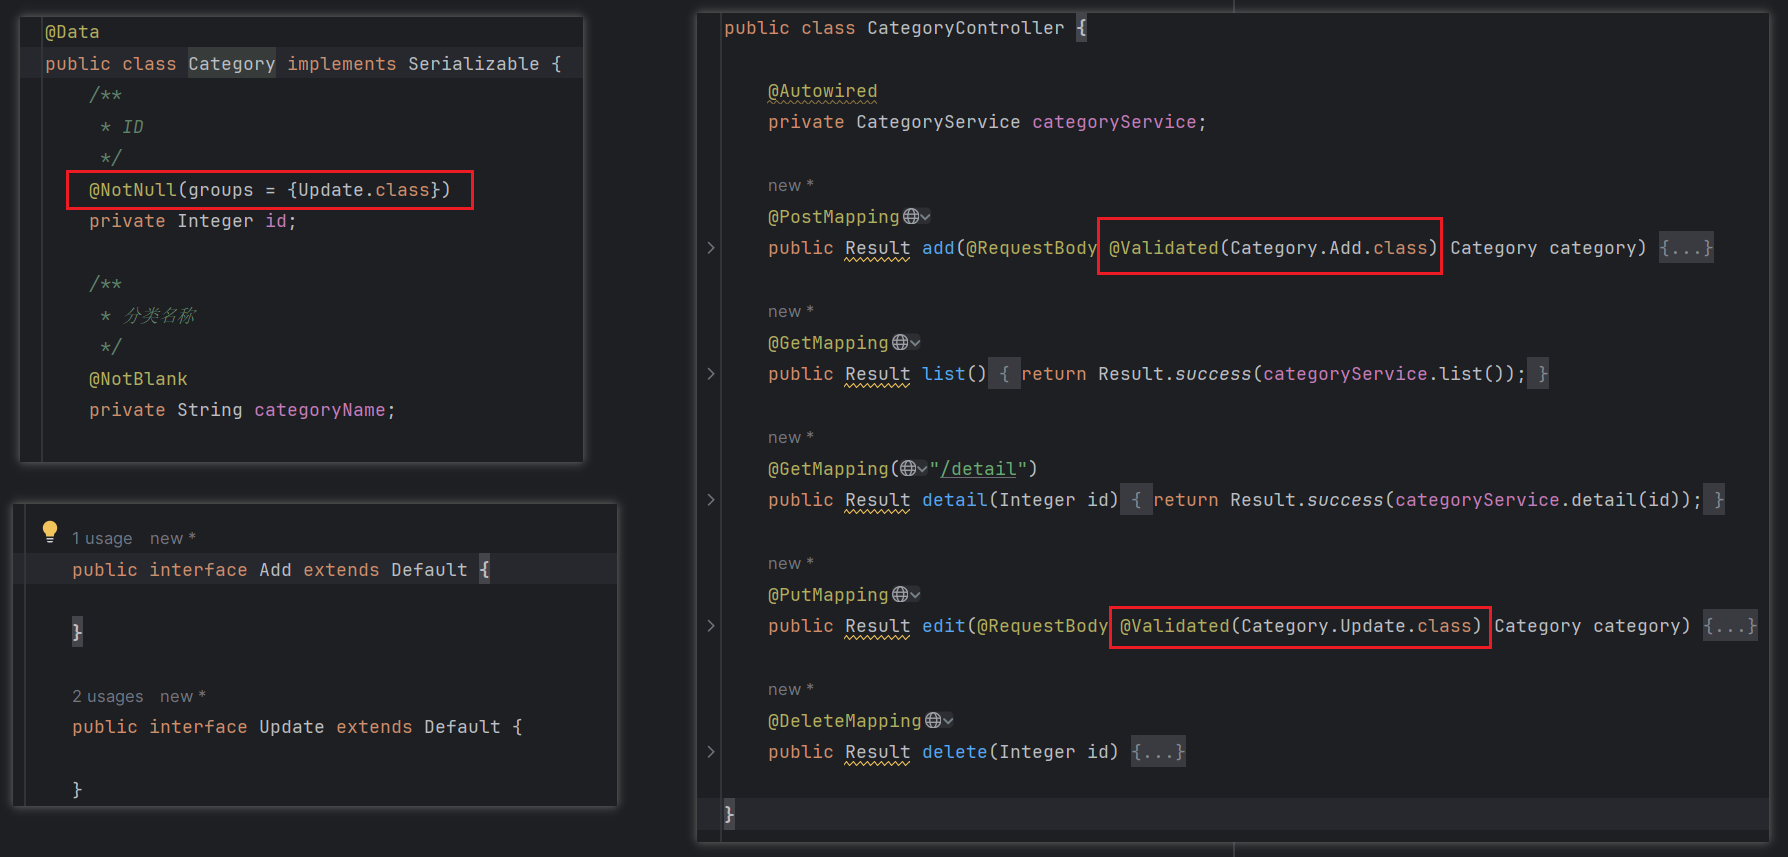 @Data
public class Category implements Serializable {
/**
* ID
*/
@NotNull(groups = {Update.class})
private Integer id;
/**
* 分类名称
*/
@NotBlank
private String categoryName;
1 usage new *
public interface Add extends Default {
}
2 usages new *
public interface Update extends Default {
}
public class CategoryController {
@Autowired
private CategoryService categoryService;
new *
@PostMapping
public Result add(@RequestBody @Validated(Category.Add.class) Category category) {...}
new *
@GetMapping
public Result list() { return Result.success(categoryService.list()); }
new *
@GetMapping("/detail")
public Result detail(Integer id) { return Result.success(categoryService.detail(id)); }
new *
@PutMapping
public Result edit(@RequestBody @Validated(Category.Update.class) Category category) {...}
new *
@DeleteMapping
public Result delete(Integer id) {...}
}